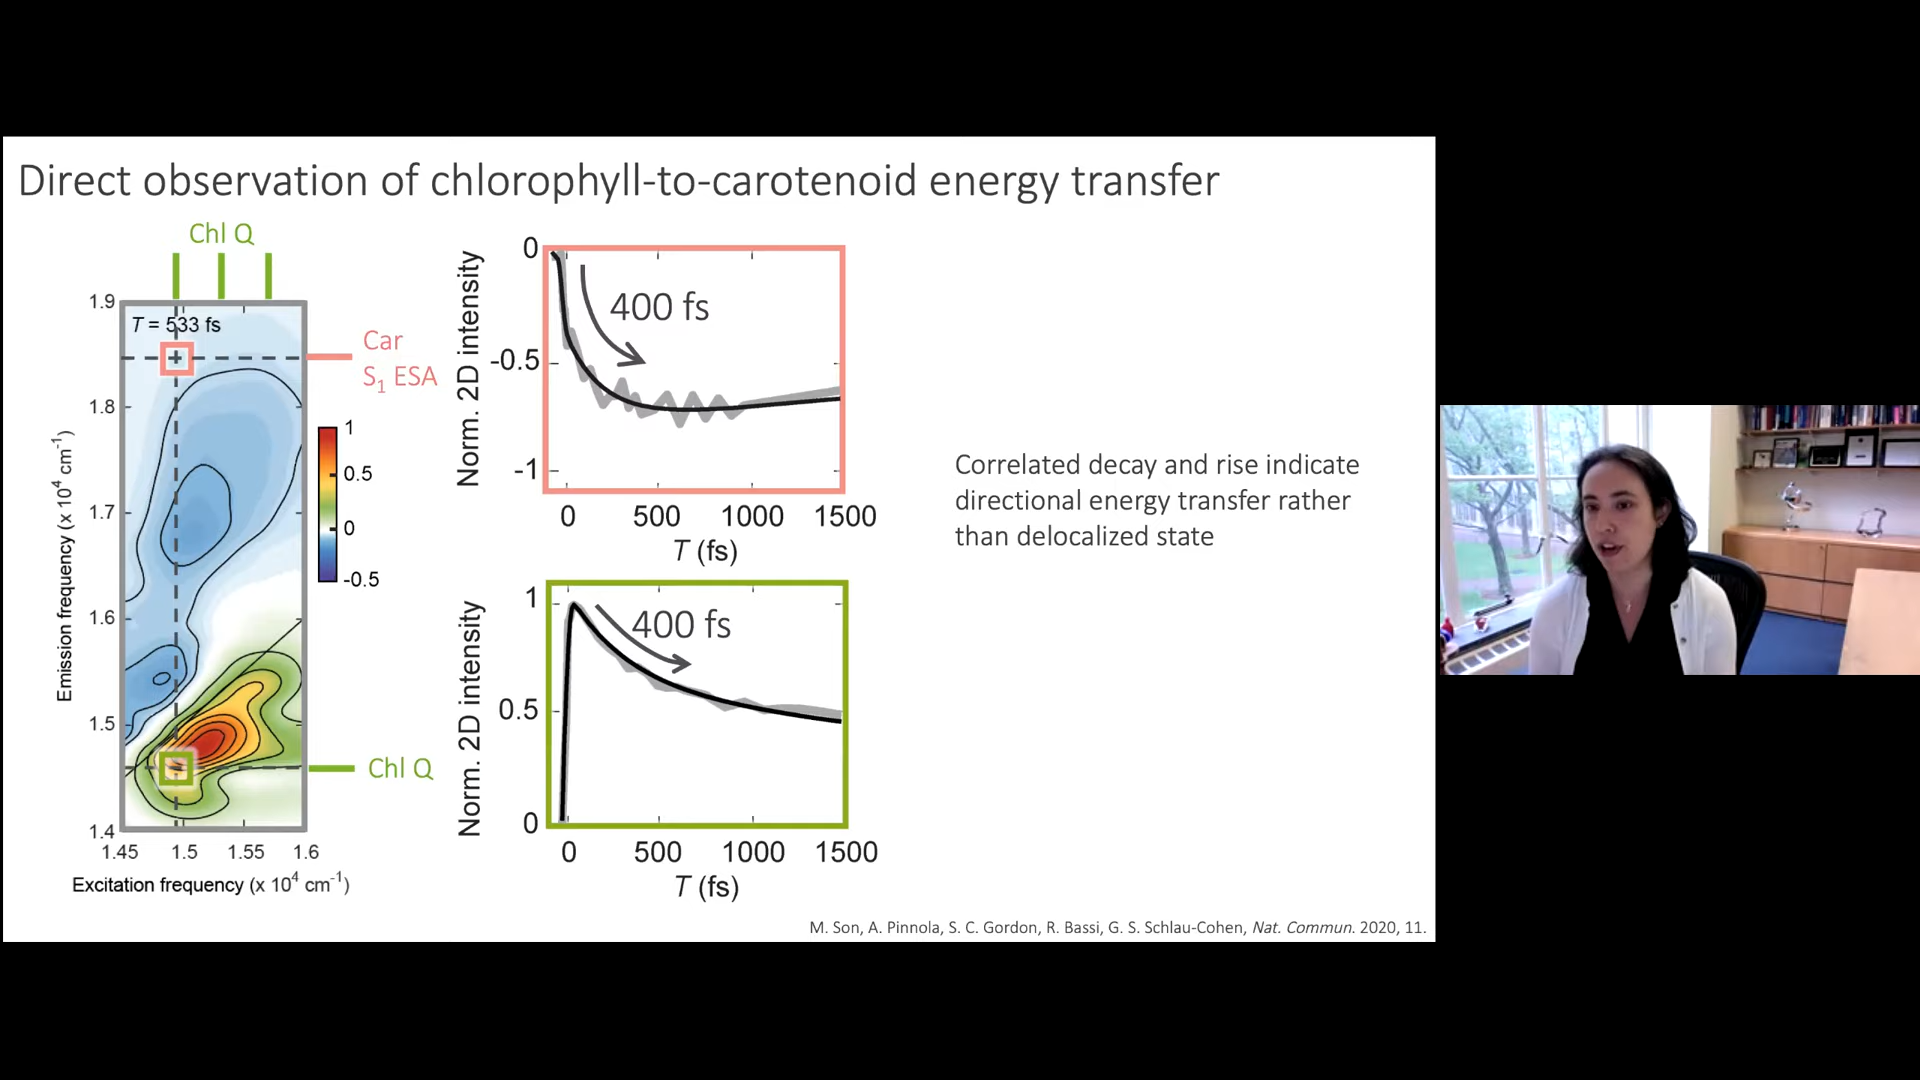 Direct observation of chlorophyll-to-carotenoid energy transfer
Chl Q
1.9
1.8
1.7
1.6
1.5
1.4
Emission frequency (x 10⁴ cm⁻¹)
T = 533 fs
Car
S₁ ESA
1
0.5
0
-0.5
Chl Q
1.45 1.5 1.55 1.6
Excitation frequency (x 10⁴ cm⁻¹)
Norm. 2D intensity
0
-0.5
-1
400 fs
0 500 1000 1500
T (fs)
Norm. 2D intensity
1
0.5
0
400 fs
0 500 1000 1500
T (fs)
Correlated decay and rise indicate
directional energy transfer rather
than delocalized state
M. Son, A. Pinnola, S. C. Gordon, R. Bassi, G. S. Schlau-Cohen, Nat. Commun. 2020, 11.